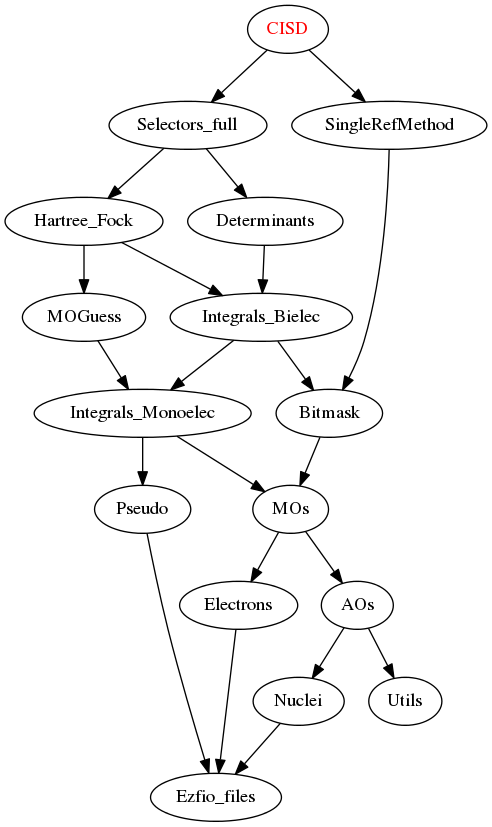 CISD
Selectors_full
SingleRefMethod
Hartree_Fock
Determinants
MOGuess
Integrals_Bielec
Integrals_Monoelec
Bitmask
Pseudo
MOs
Electrons
AOs
Nuclei
Utils
Ezfio_files